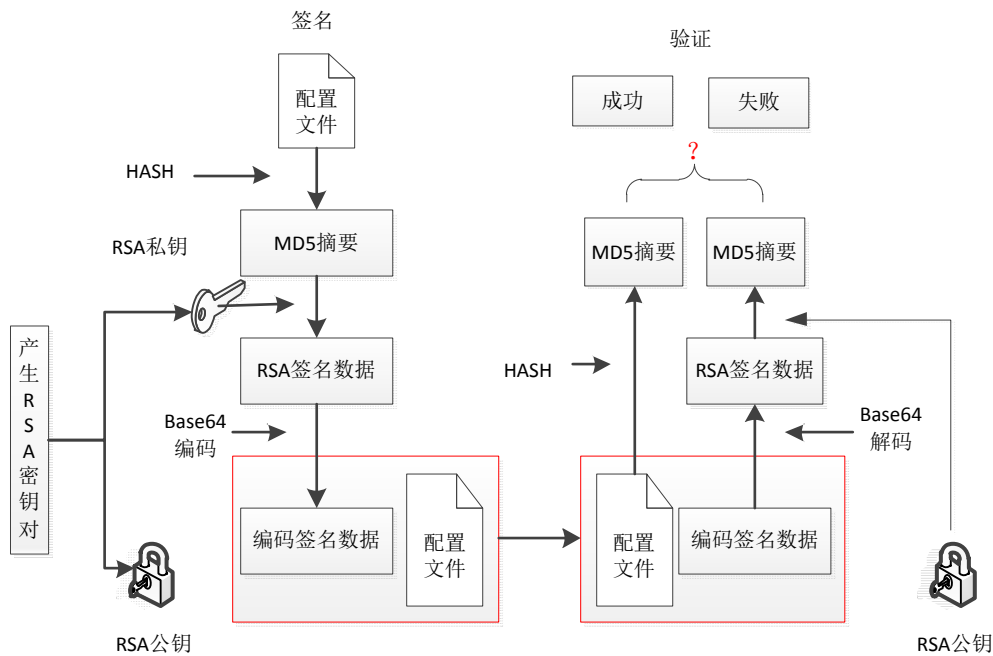 签名
配置
文件
HASH
MD5摘要
RSA私钥
RSA签名数据
Base64
编码
产
生
R
S
A
密
钥
对
编码签名数据
配置
文件
RSA公钥
验证
成功
失败
?
MD5摘要
MD5摘要
HASH
RSA签名数据
Base64
解码
配置
文件
编码签名数据
RSA公钥